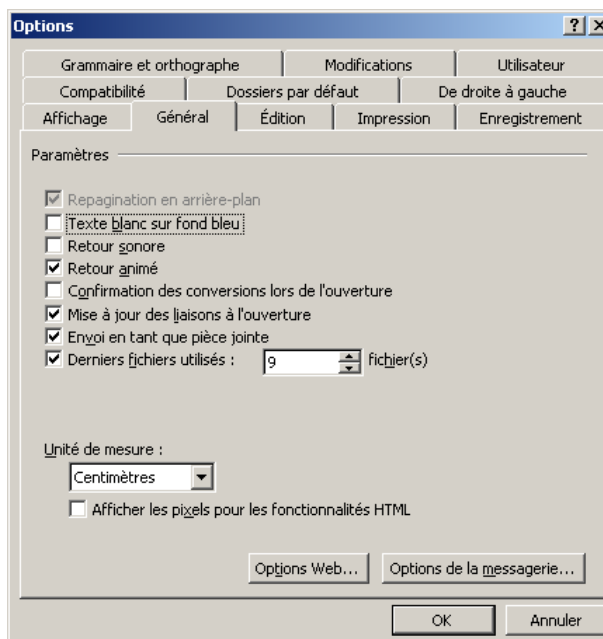 Options
Grammaire et orthographe Modifications Utilisateur
Compatibilité Dossiers par défaut De droite à gauche
Affichage Général Édition Impression Enregistrement
Paramètres
Repagination en arrière-plan
Texte blanc sur fond bleu
Retour sonore
Retour animé
Confirmation des conversions lors de l'ouverture
Mise à jour des liaisons à l'ouverture
Envoi en tant que pièce jointe
Derniers fichiers utilisés : 9 fichier(s)
Unité de mesure :
Centimètres
Afficher les pixels pour les fonctionnalités HTML
Options Web... Options de la messagerie...
OK Annuler